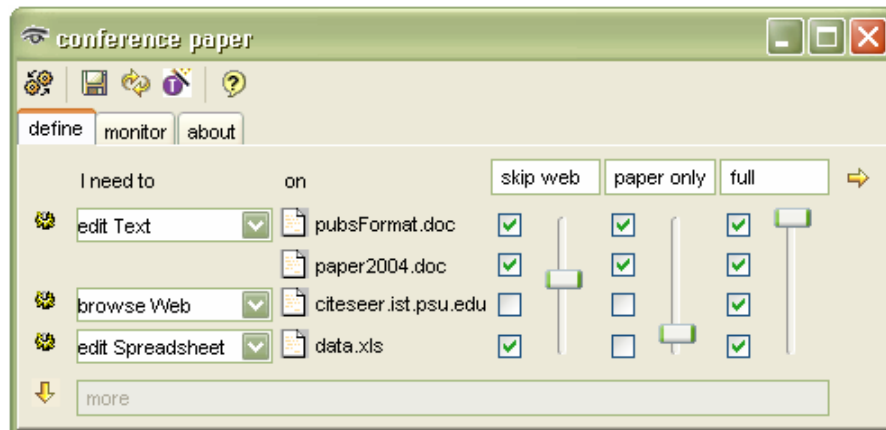 conference paper
define monitor about
I need to on skip web paper only full
edit Text pubsFormat.doc
paper2004.doc
browse Web citeseer.ist.psu.edu
edit Spreadsheet data.xls
more